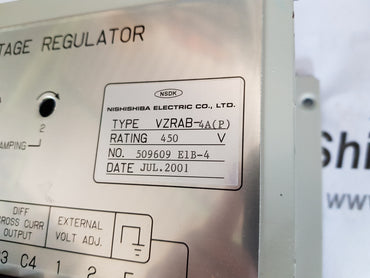 TAGE REGULATOR
NSDK
NISHISHIBA ELECTRIC CO., LTD.
TYPE VZRAB-4A(P)
RATING 450 V
NO. 509609 E1B-4
DATE JUL.2001
2
AMPING
DIFF
CROSS CURR
OUTPUT
EXTERNAL
VOLT ADJ.
3 C4 1 2 E
Shi
www.